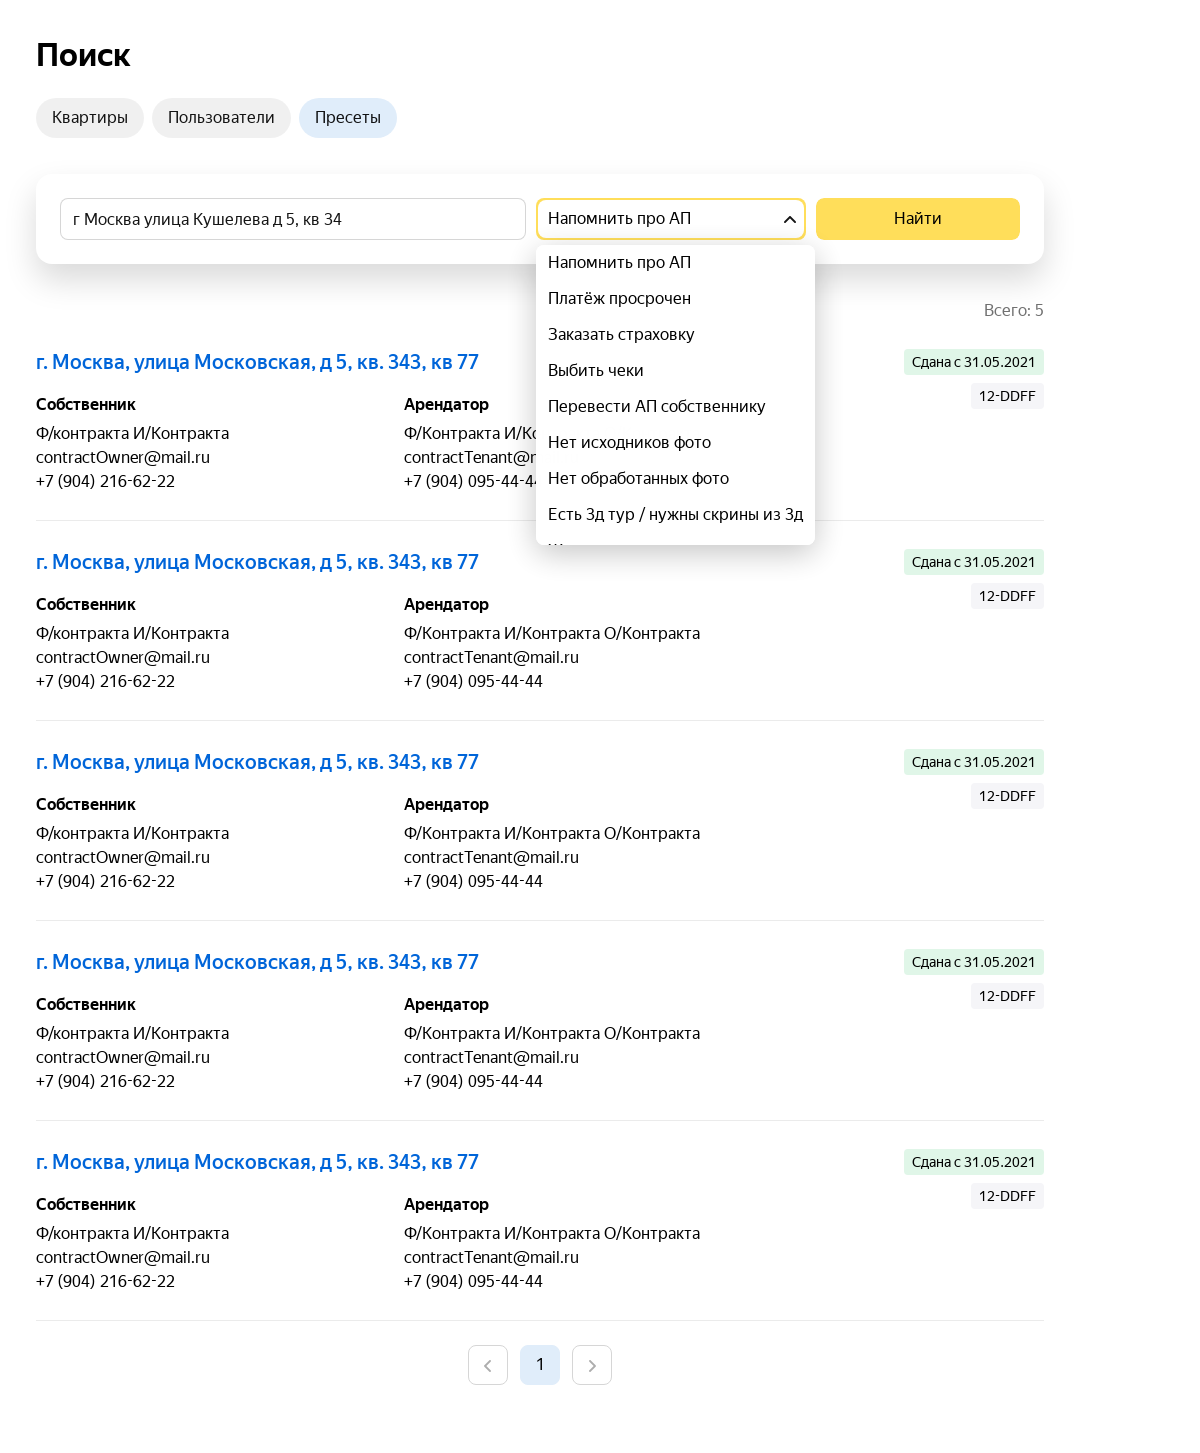 Поиск
Квартиры Пользователи Пресеты
г Москва улица Кушелева д 5, кв 34 Напомнить про АП Найти
Напомнить про АП
Платёж просрочен
Заказать страховку
Выбить чеки
Перевести АП собственнику
Нет исходников фото
Нет обработанных фото
Есть 3д тур / нужны скрины из 3д
Всего: 5
г. Москва, улица Московская, д 5, кв. 343, кв 77 Сдана с 31.05.2021
12-DDFF
Собственник Арендатор
Ф/контракта И/Контракта Ф/Контракта
contractOwner@mail.ru
+7 (904) 216-62-22 +7 (904) 095-44-44
г. Москва, улица Московская, д 5, кв. 343, кв 77 Сдана с 31.05.2021
12-DDFF
Собственник Арендатор
Ф/контракта И/Контракта Ф/Контракта И/Контракта О/Контракта
contractOwner@mail.ru contractTenant@mail.ru
+7 (904) 216-62-22 +7 (904) 095-44-44
г. Москва, улица Московская, д 5, кв. 343, кв 77 Сдана с 31.05.2021
12-DDFF
Собственник Арендатор
Ф/контракта И/Контракта Ф/Контракта И/Контракта О/Контракта
contractOwner@mail.ru contractTenant@mail.ru
+7 (904) 216-62-22 +7 (904) 095-44-44
г. Москва, улица Московская, д 5, кв. 343, кв 77 Сдана с 31.05.2021
12-DDFF
Собственник Арендатор
Ф/контракта И/Контракта Ф/Контракта И/Контракта О/Контракта
contractOwner@mail.ru contractTenant@mail.ru
+7 (904) 216-62-22 +7 (904) 095-44-44
г. Москва, улица Московская, д 5, кв. 343, кв 77 Сдана с 31.05.2021
12-DDFF
Собственник Арендатор
Ф/контракта И/Контракта Ф/Контракта И/Контракта О/Контракта
contractOwner@mail.ru contractTenant@mail.ru
+7 (904) 216-62-22 +7 (904) 095-44-44
1